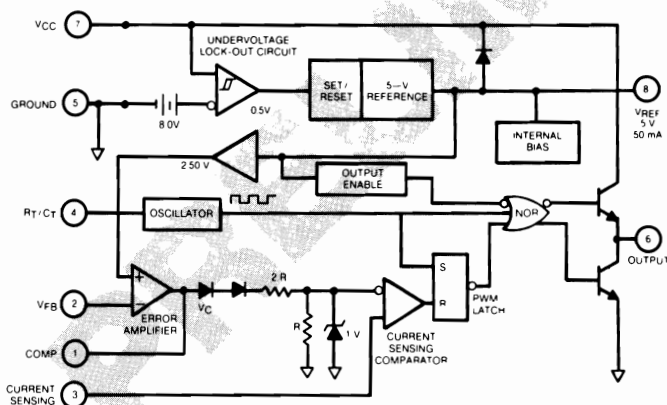 VCC
7
UNDERVOLTAGE
LOCK-OUT CIRCUIT
GROUND
5
8.0V
0.5V
SET/
RESET
5-V
REFERENCE
8
VREF
5 V
50 mA
INTERNAL
BIAS
2.50 V
OUTPUT
ENABLE
RT/CT
4
OSCILLATOR
NOR
6
OUTPUT
S
R
PWM
LATCH
2 R
VFB
2
+
−
ERROR
AMPLIFIER
VC
R
1 V
CURRENT
SENSING
COMPARATOR
COMP
1
CURRENT
SENSING
3